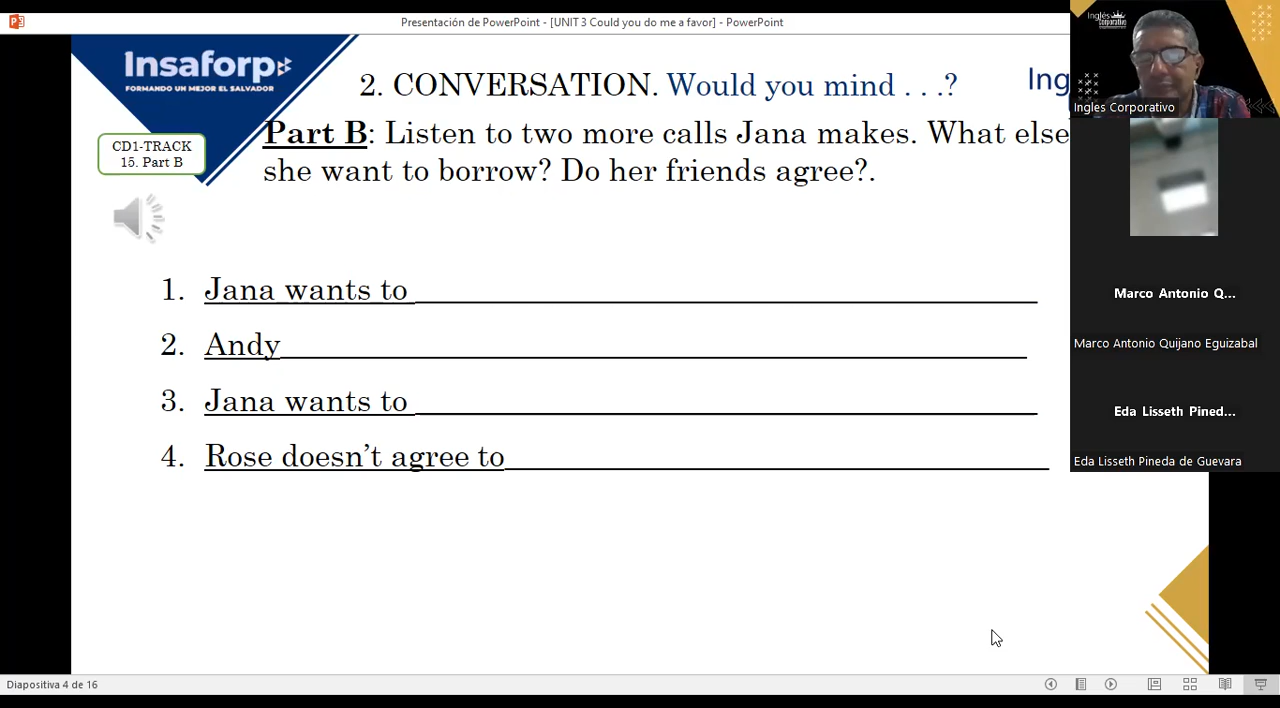 Presentación de PowerPoint - [UNIT 3 Could you do me a favor] - PowerPoint
Insaforp
FORMANDO UN MEJOR EL SALVADOR
2. CONVERSATION. Would you mind . . .?
Ing
Part B: Listen to two more calls Jana makes. What else
she want to borrow? Do her friends agree?.
CD1-TRACK
15. Part B
1. Jana wants to
2. Andy
3. Jana wants to
4. Rose doesn't agree to
Inglés
Corporativo
Ingles Corporativo
Marco Antonio Q...
Marco Antonio Quijano Eguizabal
Eda Lisseth Pined...
Eda Lisseth Pineda de Guevara
Diapositiva 4 de 16